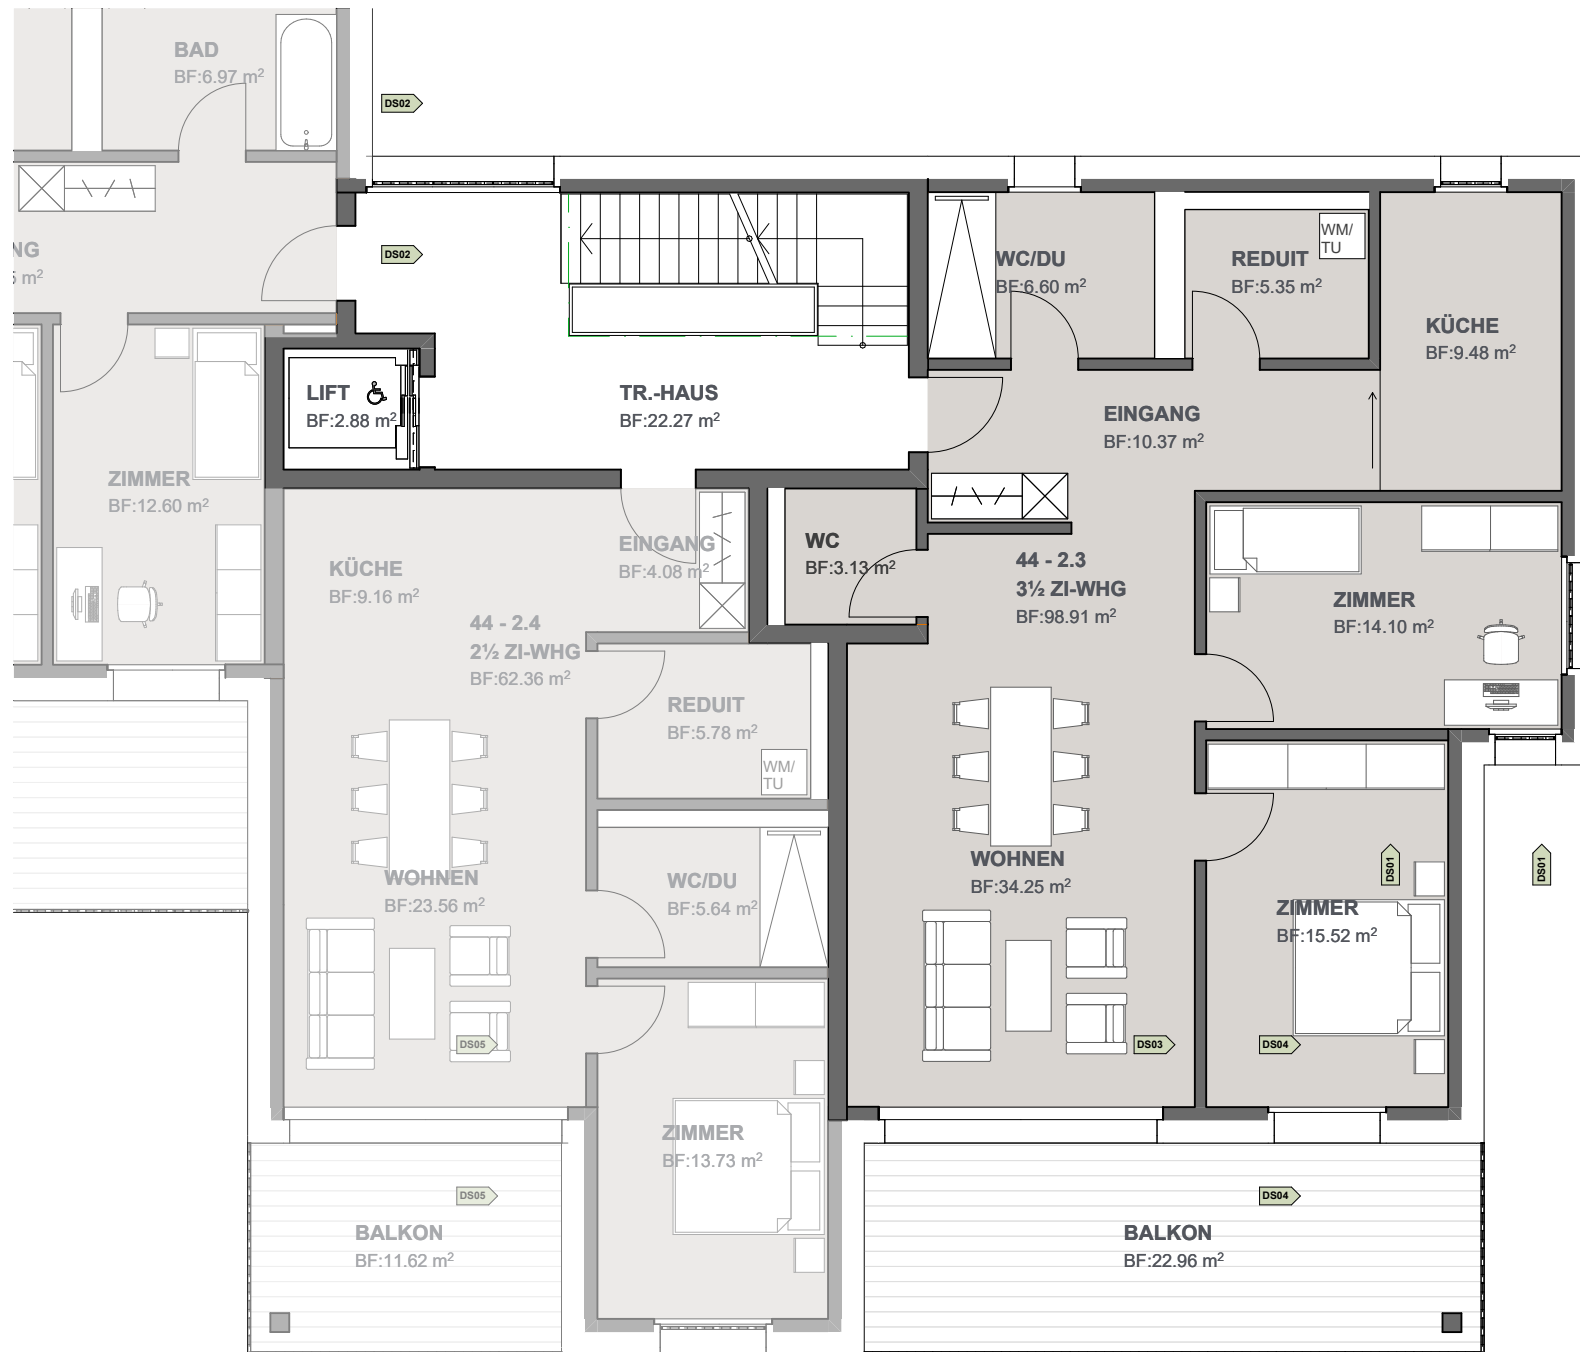 BAD
BF:6.97 m²
DS02
NG
5 m²
DS02
WC/DU
BF:6.60 m²
REDUIT
BF:5.35 m²
WM/
TU
KÜCHE
BF:9.48 m²
LIFT
BF:2.88 m²
TR.-HAUS
BF:22.27 m²
EINGANG
BF:10.37 m²
ZIMMER
BF:12.60 m²
KÜCHE
BF:9.16 m²
EINGANG
BF:4.08 m²
WC
BF:3.13 m²
44 - 2.3
3½ ZI-WHG
BF:98.91 m²
ZIMMER
BF:14.10 m²
44 - 2.4
2½ ZI-WHG
BF:62.36 m²
REDUIT
BF:5.78 m²
WM/
TU
WOHNEN
BF:23.56 m²
WC/DU
BF:5.64 m²
WOHNEN
BF:34.25 m²
DS01
DS01
ZIMMER
BF:15.52 m²
DS05
DS03
DS04
ZIMMER
BF:13.73 m²
DS05
DS04
BALKON
BF:11.62 m²
BALKON
BF:22.96 m²